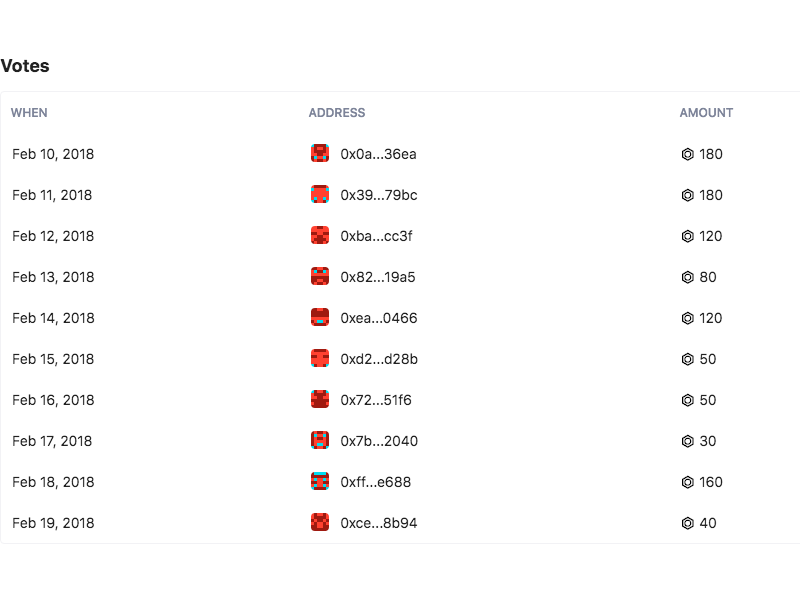 Votes
WHEN ADDRESS AMOUNT
Feb 10, 2018 0x0a...36ea 180
Feb 11, 2018 0x39...79bc 180
Feb 12, 2018 0xba...cc3f 120
Feb 13, 2018 0x82...19a5 80
Feb 14, 2018 0xea...0466 120
Feb 15, 2018 0xd2...d28b 50
Feb 16, 2018 0x72...51f6 50
Feb 17, 2018 0x7b...2040 30
Feb 18, 2018 0xff...e688 160
Feb 19, 2018 0xce...8b94 40